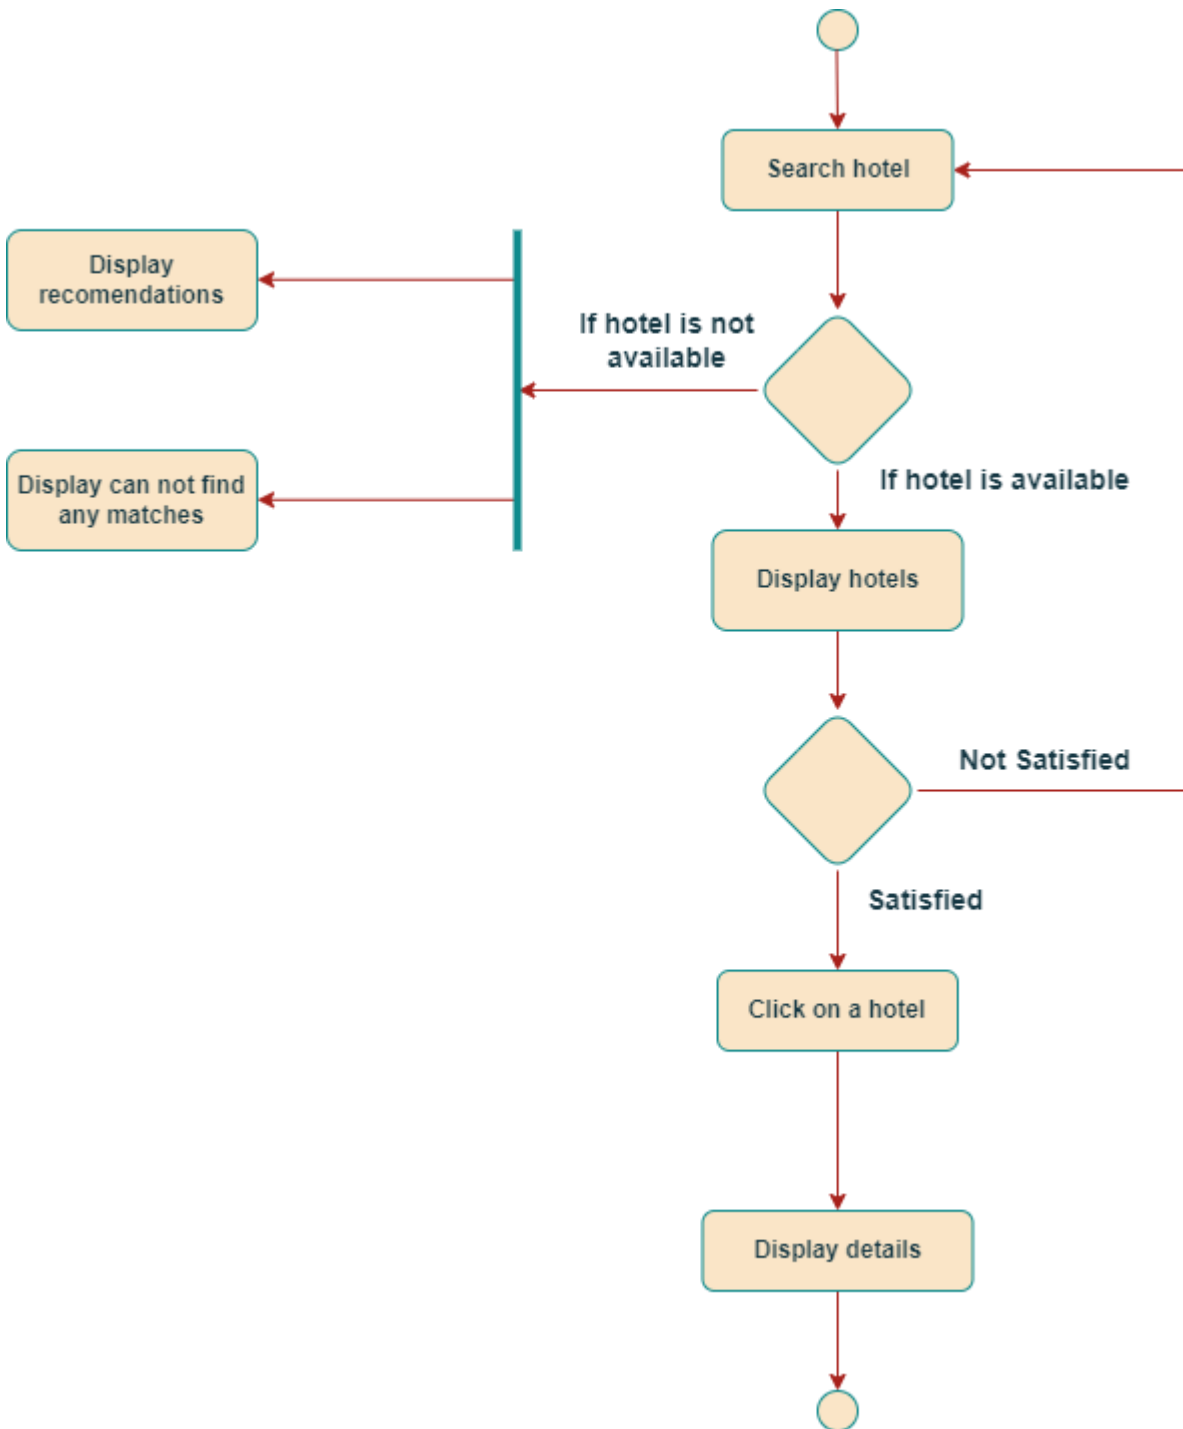 Search hotel
Display
recomendations
If hotel is not
available
Display can not find
any matches
If hotel is available
Display hotels
Not Satisfied
Satisfied
Click on a hotel
Display details